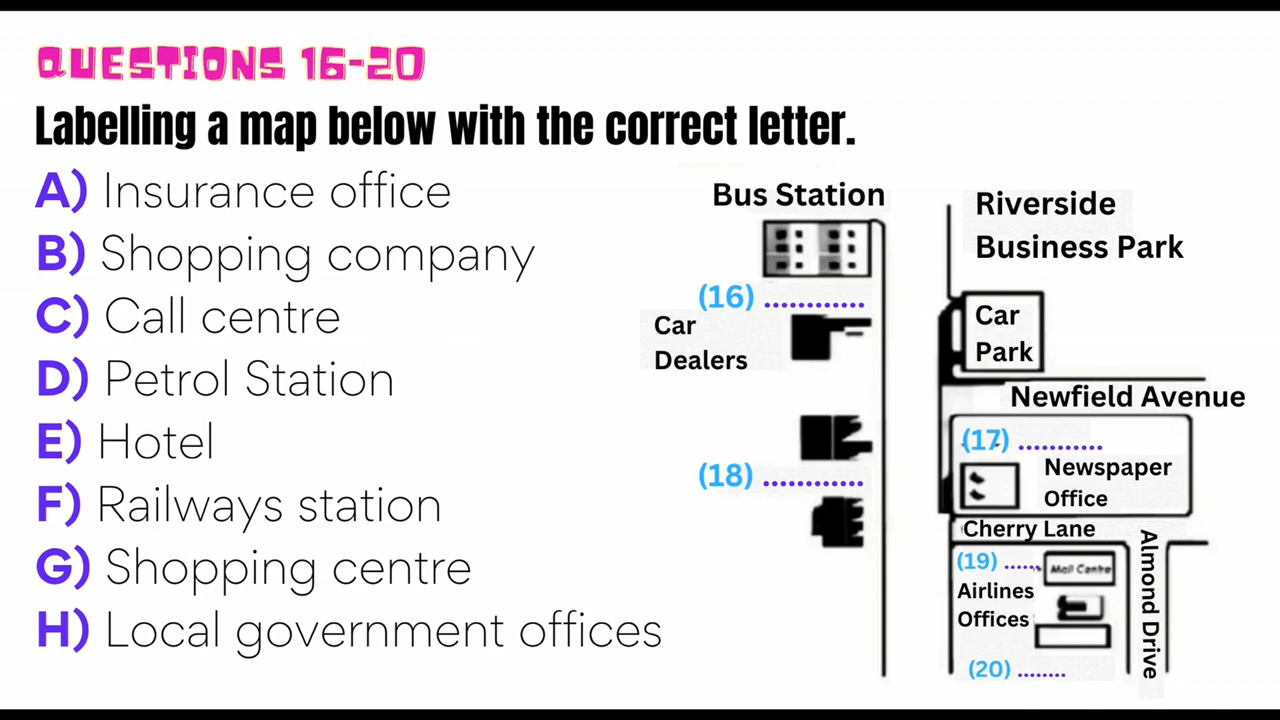 QUESTIONS 16-20
Labelling a map below with the correct letter.
A) Insurance office
B) Shopping company
C) Call centre
D) Petrol Station
E) Hotel
F) Railways station
G) Shopping centre
H) Local government offices
Bus Station
Riverside
Business Park
(16) ............
Car
Dealers
Car
Park
Newfield Avenue
(17) ...........
Newspaper
Office
(18) .............
Cherry Lane
(19) ......
Mail Centre
Airlines
Offices
Almond Drive
(20) ........